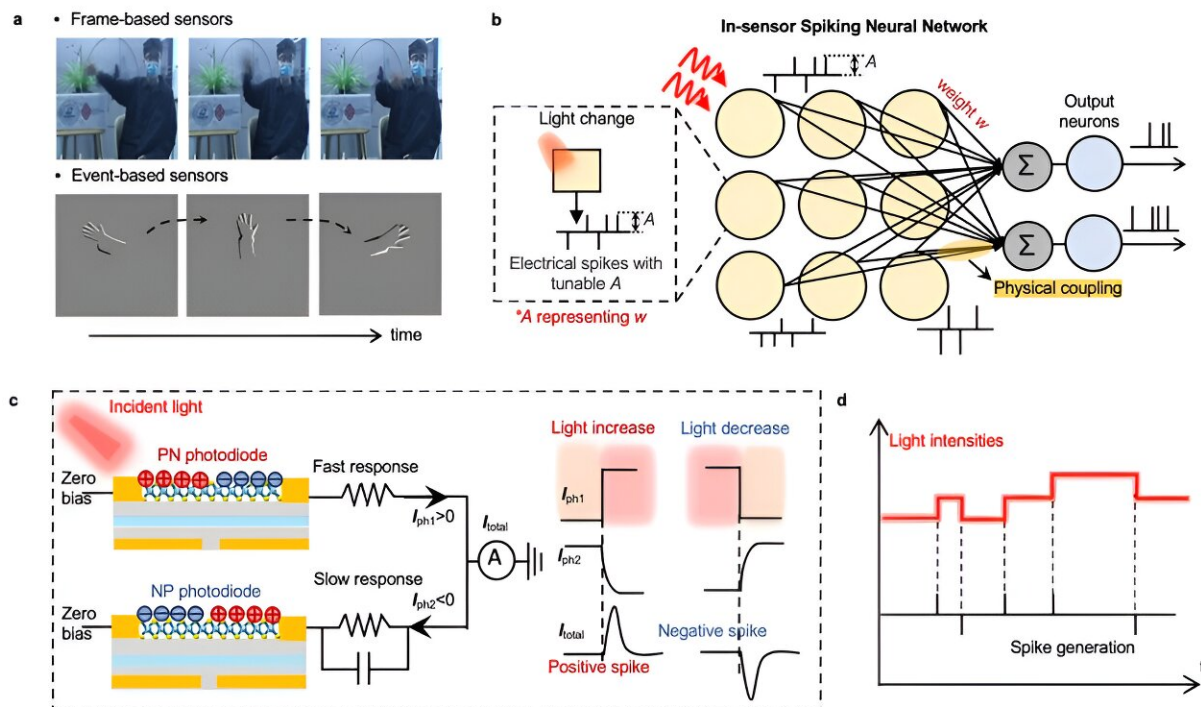 a
• Frame-based sensors
• Event-based sensors
time
b
In-sensor Spiking Neural Network
Light change
A
Electrical spikes with
tunable A
*A representing w
A
weight w
Output
neurons
Σ
Σ
Physical coupling
c
Incident light
PN photodiode
Zero
bias
Fast response
Iph1>0
Itotal
A
NP photodiode
Zero
bias
Slow response
Iph2<0
Light increase
Light decrease
Iph1
Iph2
Itotal
Positive spike
Negative spike
d
Light intensities
Spike generation